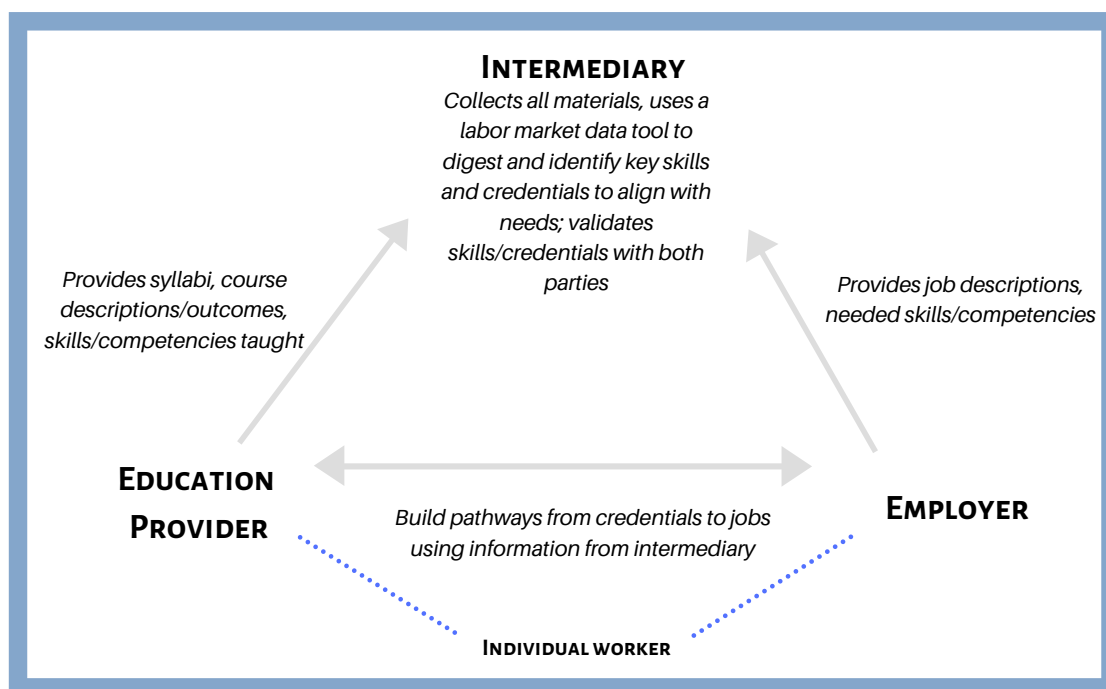 INTERMEDIARY
Collects all materials, uses a
labor market data tool to
digest and identify key skills
and credentials to align with
needs; validates
skills/credentials with both
parties
Provides syllabi, course
descriptions/outcomes,
skills/competencies taught
Provides job descriptions,
needed skills/competencies
EDUCATION
PROVIDER
EMPLOYER
Build pathways from credentials to jobs
using information from intermediary
INDIVIDUAL WORKER